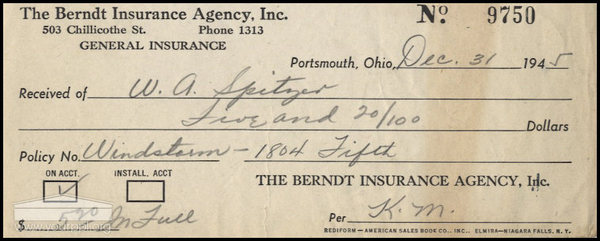 The Berndt Insurance Agency, Inc. No. 9750
503 Chillicothe St. Phone 1313
GENERAL INSURANCE
Portsmouth, Ohio, Dec. 31 1945
Received of W. A. Spitzer
Five and 20/100 Dollars
Policy No. Windstorm - 1804 Fifth
ON ACCT. INSTALL. ACCT
THE BERNDT INSURANCE AGENCY, Inc.
$ 5.20 In Full Per K. M.
REDIFORM—AMERICAN SALES BOOK CO., INC., ELMIRA—NIAGARA FALLS, N. Y.